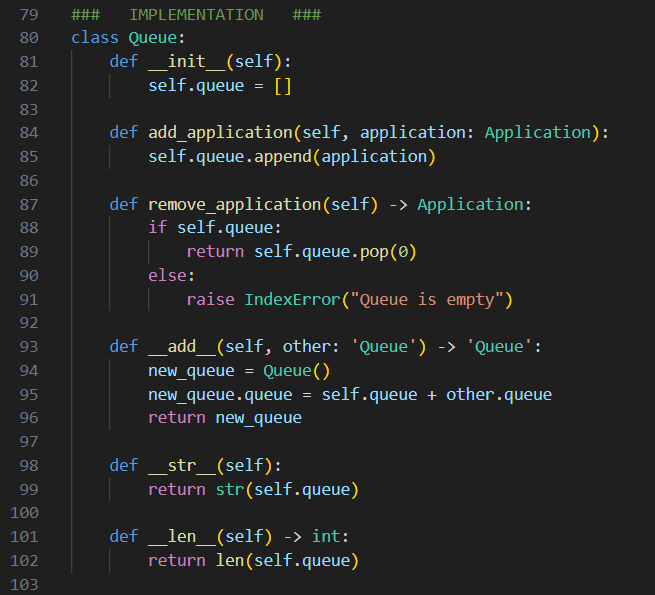 79 ###   IMPLEMENTATION   ###
80 class Queue:
81     def __init__(self):
82         self.queue = []
83
84     def add_application(self, application: Application):
85         self.queue.append(application)
86
87     def remove_application(self) -> Application:
88         if self.queue:
89             return self.queue.pop(0)
90         else:
91             raise IndexError("Queue is empty")
92
93     def __add__(self, other: 'Queue') -> 'Queue':
94         new_queue = Queue()
95         new_queue.queue = self.queue + other.queue
96         return new_queue
97
98     def __str__(self):
99         return str(self.queue)
100
101     def __len__(self) -> int:
102         return len(self.queue)
103